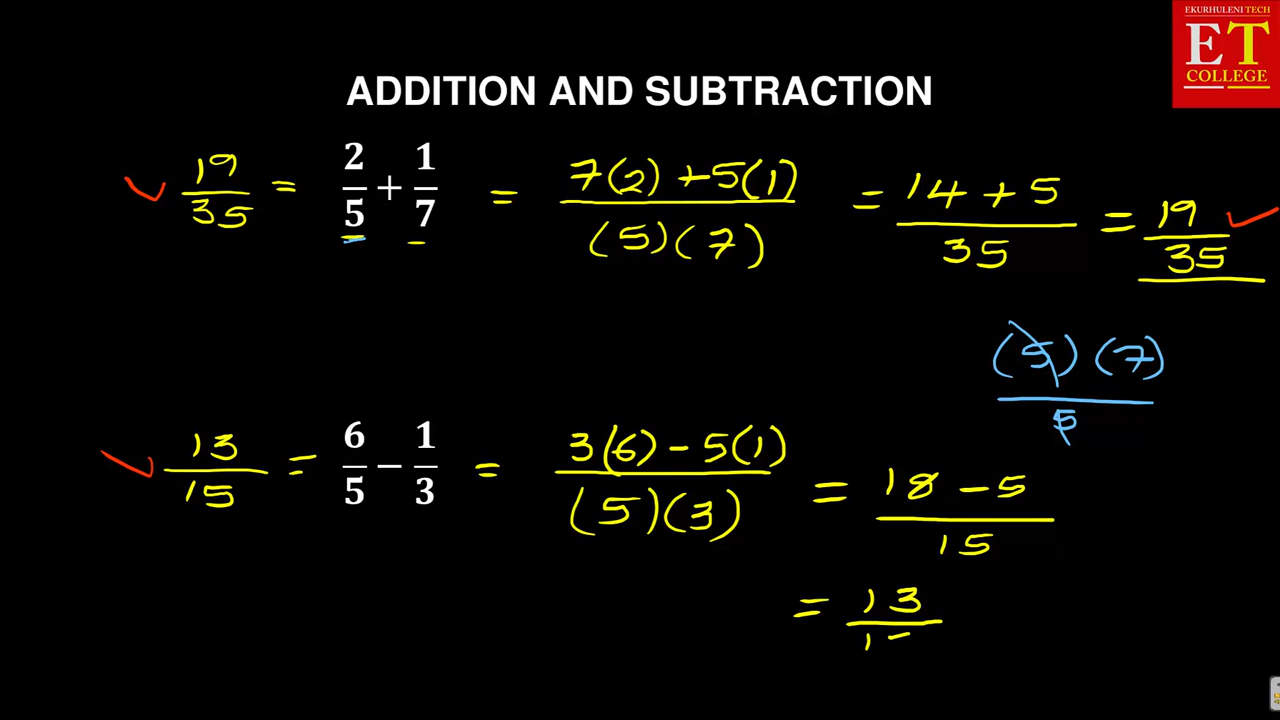 EKURHULENI TECH
ET
COLLEGE
ADDITION AND SUBTRACTION
19/35 = 2/5 + 1/7 = 7(2) + 5(1)/(5)(7) = 14 + 5/35 = 19/35
(5)(7)/5
13/15 = 6/5 − 1/3 = 3(6) − 5(1)/(5)(3) = 18 − 5/15
= 13/1